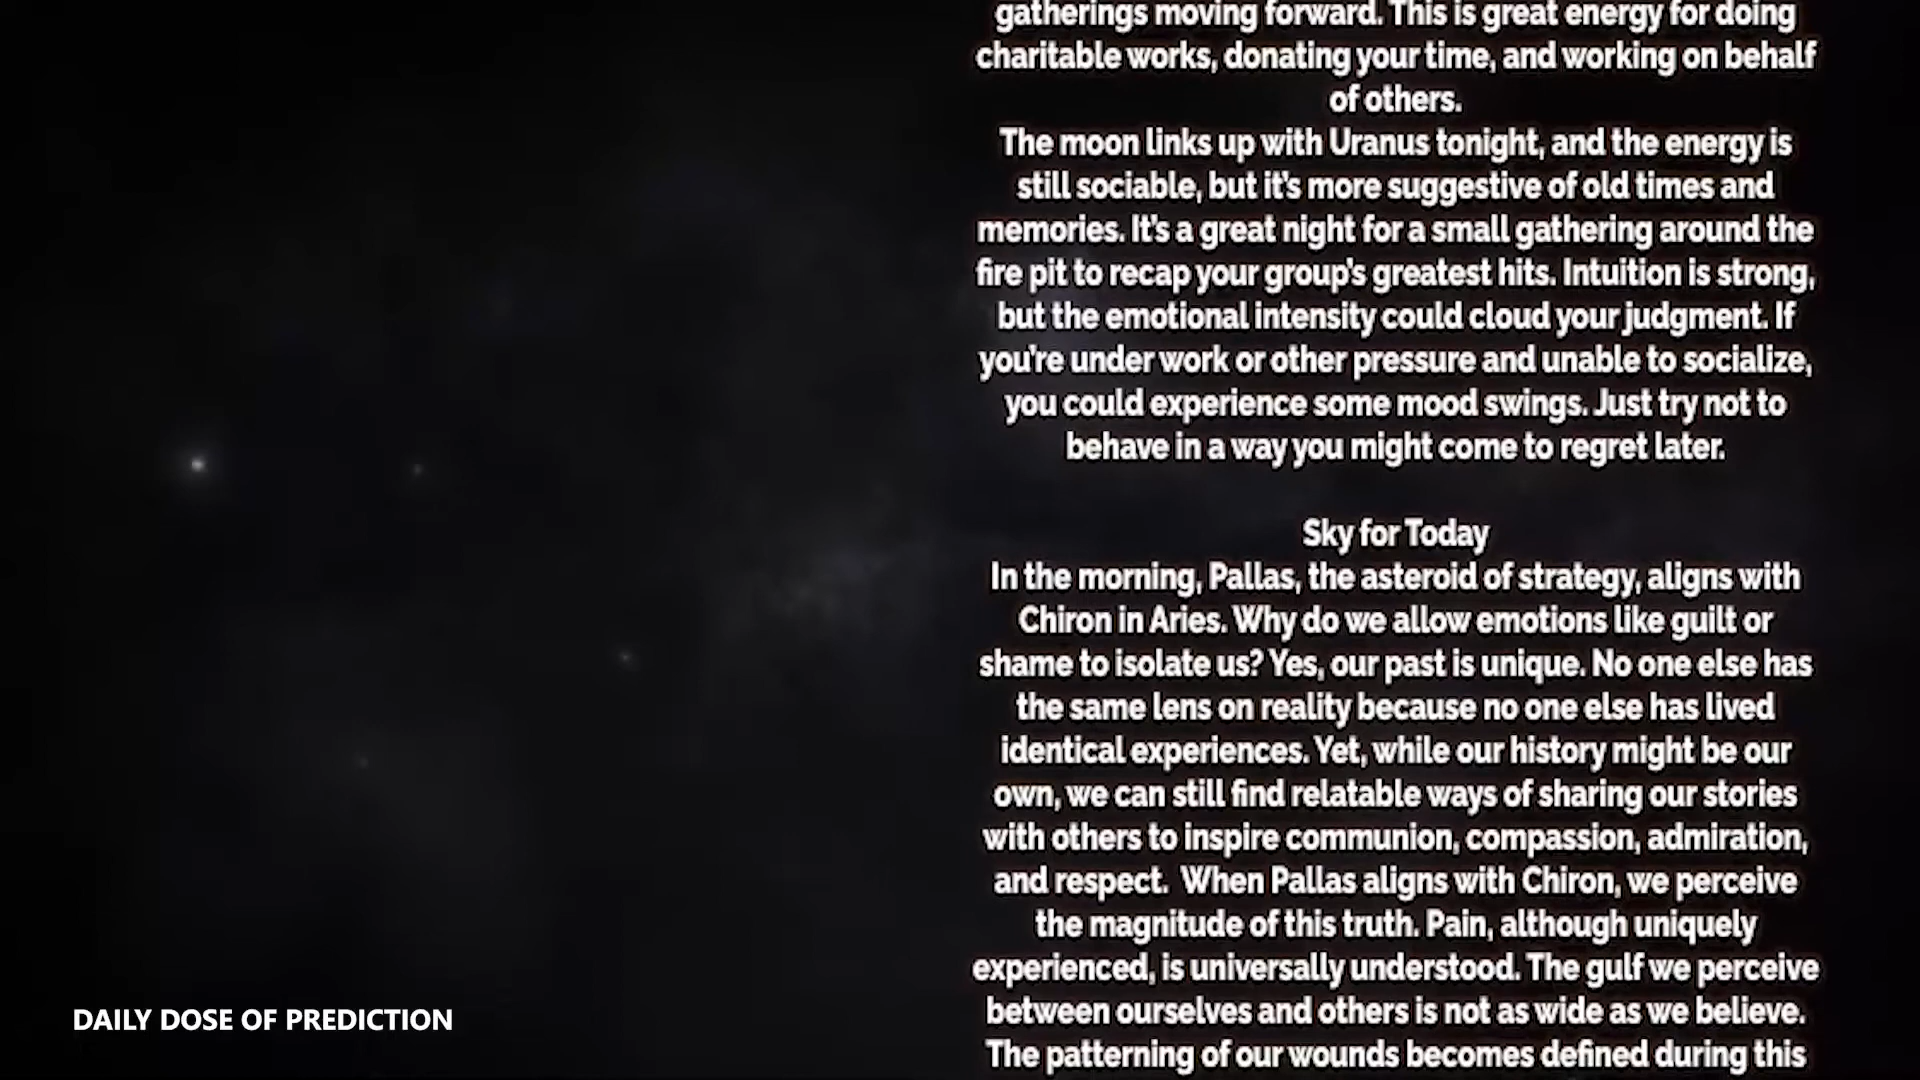 gatherings moving forward. This is great energy for doing
charitable works, donating your time, and working on behalf
of others.
The moon links up with Uranus tonight, and the energy is
still sociable, but it's more suggestive of old times and
memories. It's a great night for a small gathering around the
fire pit to recap your group's greatest hits. Intuition is strong,
but the emotional intensity could cloud your judgment. If
you're under work or other pressure and unable to socialize,
you could experience some mood swings. Just try not to
behave in a way you might come to regret later.
Sky for Today
In the morning, Pallas, the asteroid of strategy, aligns with
Chiron in Aries. Why do we allow emotions like guilt or
shame to isolate us? Yes, our past is unique. No one else has
the same lens on reality because no one else has lived
identical experiences. Yet, while our history might be our
own, we can still find relatable ways of sharing our stories
with others to inspire communion, compassion, admiration,
and respect.  When Pallas aligns with Chiron, we perceive
the magnitude of this truth. Pain, although uniquely
experienced, is universally understood. The gulf we perceive
between ourselves and others is not as wide as we believe.
The patterning of our wounds becomes defined during this
DAILY DOSE OF PREDICTION